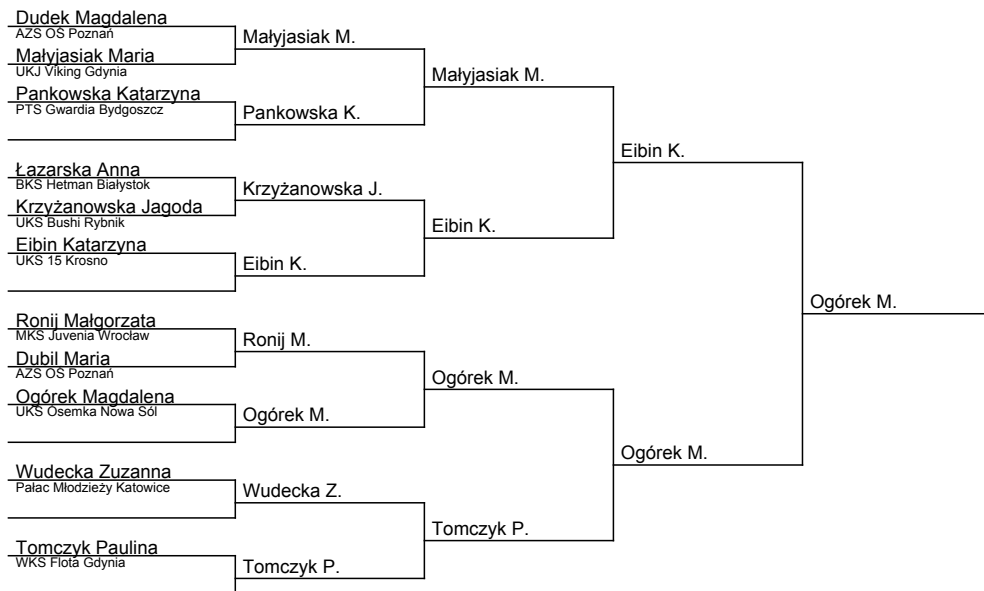 Dudek Magdalena
AZS OŚ Poznań
Małyjasiak Maria
UKJ Viking Gdynia
Pankowska Katarzyna
PTS Gwardia Bydgoszcz
Łazarska Anna
BKS Hetman Białystok
Krzyżanowska Jagoda
UKS Bushi Rybnik
Eibin Katarzyna
UKS 15 Krosno
Ronij Małgorzata
MKS Juvenia Wrocław
Dubil Maria
AZS OŚ Poznań
Ogórek Magdalena
UKS Ósemka Nowa Sól
Wudecka Zuzanna
Pałac Młodzieży Katowice
Tomczyk Paulina
WKS Flota Gdynia
Małyjasiak M.
Pankowska K.
Krzyżanowska J.
Eibin K.
Ronij M.
Ogórek M.
Wudecka Z.
Tomczyk P.
Małyjasiak M.
Eibin K.
Ogórek M.
Tomczyk P.
Eibin K.
Ogórek M.
Ogórek M.